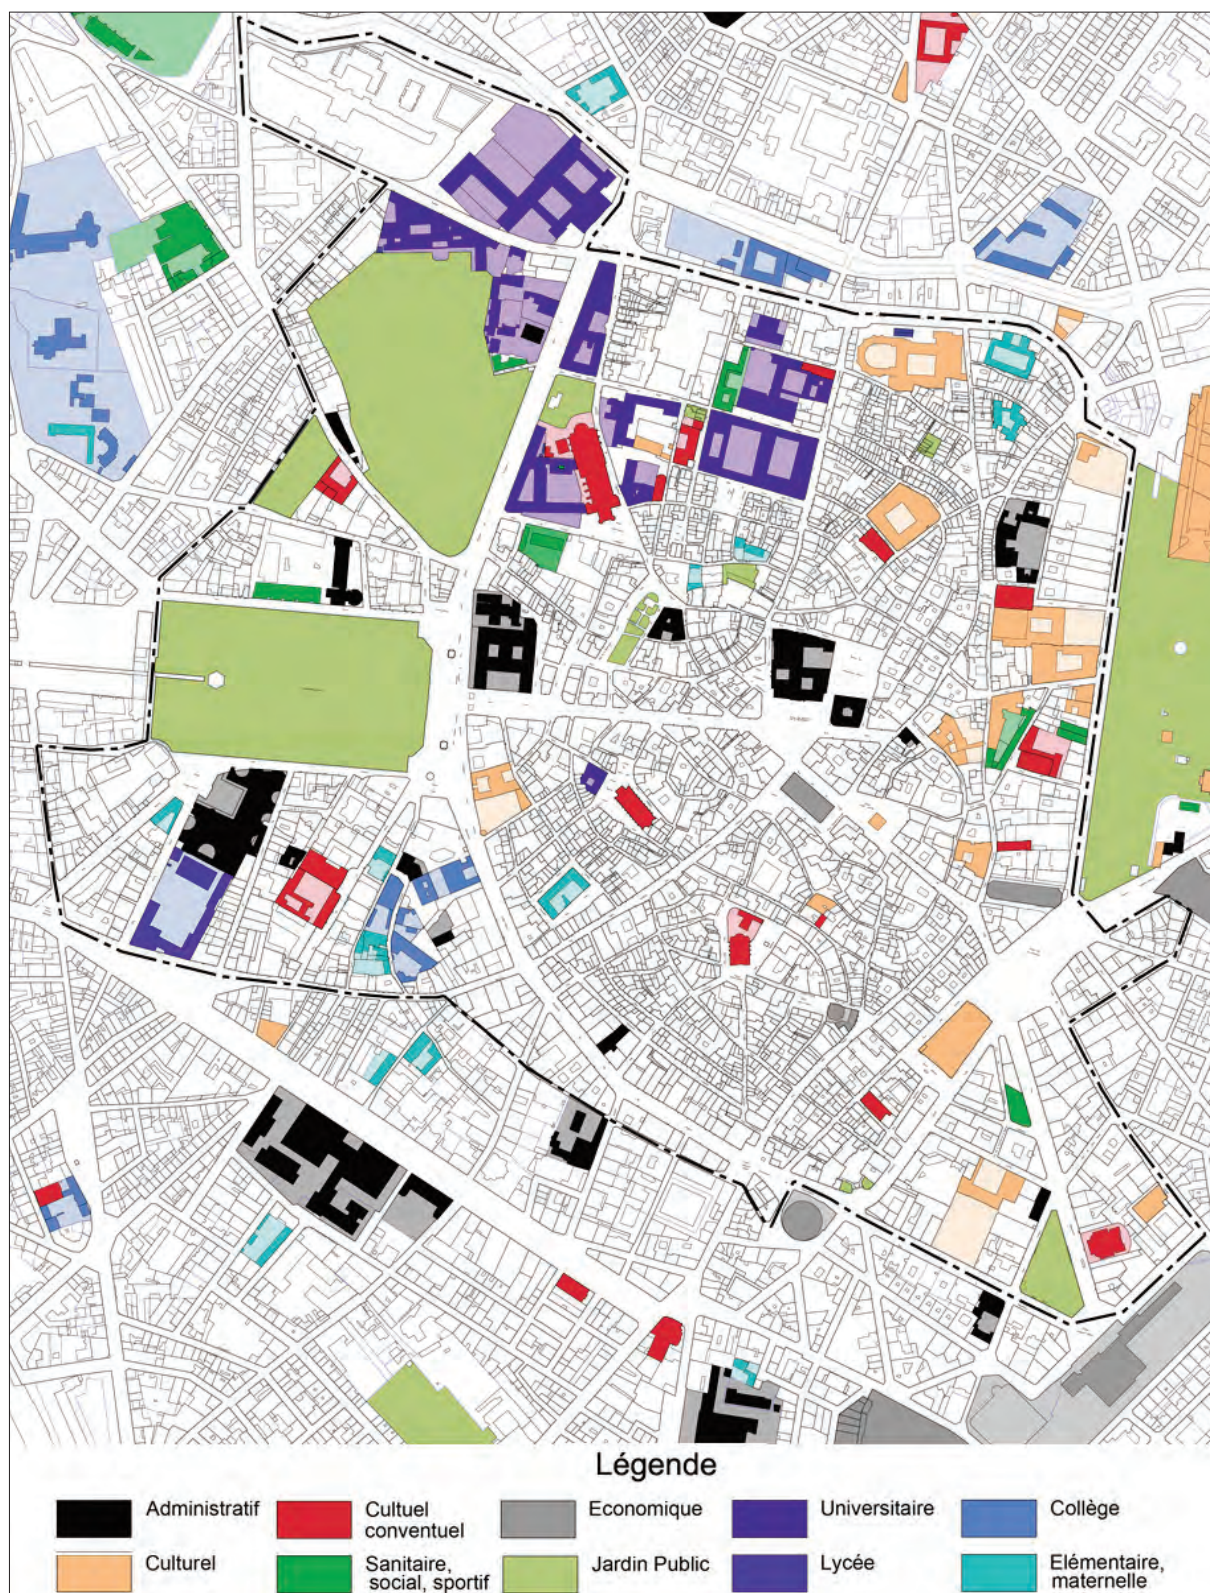 Légende
Administratif
Cultuel
conventuel
Economique
Universitaire
Collège
Culturel
Sanitaire,
social, sportif
Jardin Public
Lycée
Elémentaire,
maternelle